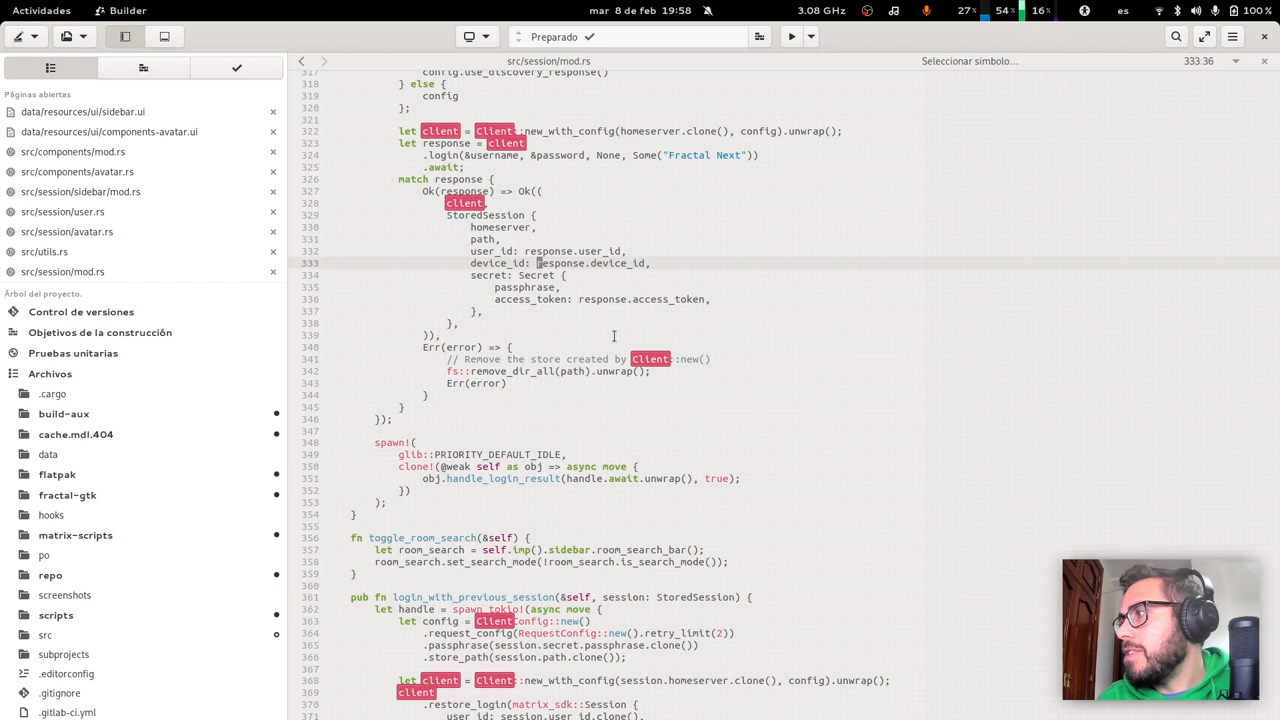 Actividades
Builder
mar 8 de feb 19:58
3.08 GHz
27%
54%
16%
es
100 %
Preparado
src/session/mod.rs
Seleccionar símbolo…
333:36
Páginas abiertas
data/resources/ui/sidebar.ui
data/resources/ui/components-avatar.ui
src/components/mod.rs
src/components/avatar.rs
src/session/sidebar/mod.rs
src/session/user.rs
src/session/avatar.rs
src/utils.rs
src/session/mod.rs
Árbol del proyecto.
Control de versiones
Objetivos de la construcción
Pruebas unitarias
Archivos
.cargo
build-aux
cache.mdl.404
data
flatpak
fractal-gtk
hooks
matrix-scripts
po
repo
screenshots
scripts
src
subprojects
.editorconfig
.gitignore
.gitlab-ci.yml
317 config.use_discovery_response()
318 } else {
319 config
320 };
321
322 let client = Client::new_with_config(homeserver.clone(), config).unwrap();
323 let response = client
324 .login(&username, &password, None, Some("Fractal Next"))
325 .await;
326 match response {
327 Ok(response) => Ok((
328 client,
329 StoredSession {
330 homeserver,
331 path,
332 user_id: response.user_id,
333 device_id: response.device_id,
334 secret: Secret {
335 passphrase,
336 access_token: response.access_token,
337 },
338 },
339 )),
340 Err(error) => {
341 // Remove the store created by Client::new()
342 fs::remove_dir_all(path).unwrap();
343 Err(error)
344 }
345 }
346 });
347
348 spawn!(
349 glib::PRIORITY_DEFAULT_IDLE,
350 clone!(@weak self as obj => async move {
351 obj.handle_login_result(handle.await.unwrap(), true);
352 })
353 );
354 }
355
356 fn toggle_room_search(&self) {
357 let room_search = self.imp().sidebar.room_search_bar();
358 room_search.set_search_mode(!room_search.is_search_mode());
359 }
360
361 pub fn login_with_previous_session(&self, session: StoredSession) {
362 let handle = spawn_tokio!(async move {
363 let config = ClientConfig::new()
364 .request_config(RequestConfig::new().retry_limit(2))
365 .passphrase(session.secret.passphrase.clone())
366 .store_path(session.path.clone());
367
368 let client = Client::new_with_config(session.homeserver.clone(), config).unwrap();
369 client
370 .restore_login(matrix_sdk::Session {
371 user_id: session.user_id.clone(),